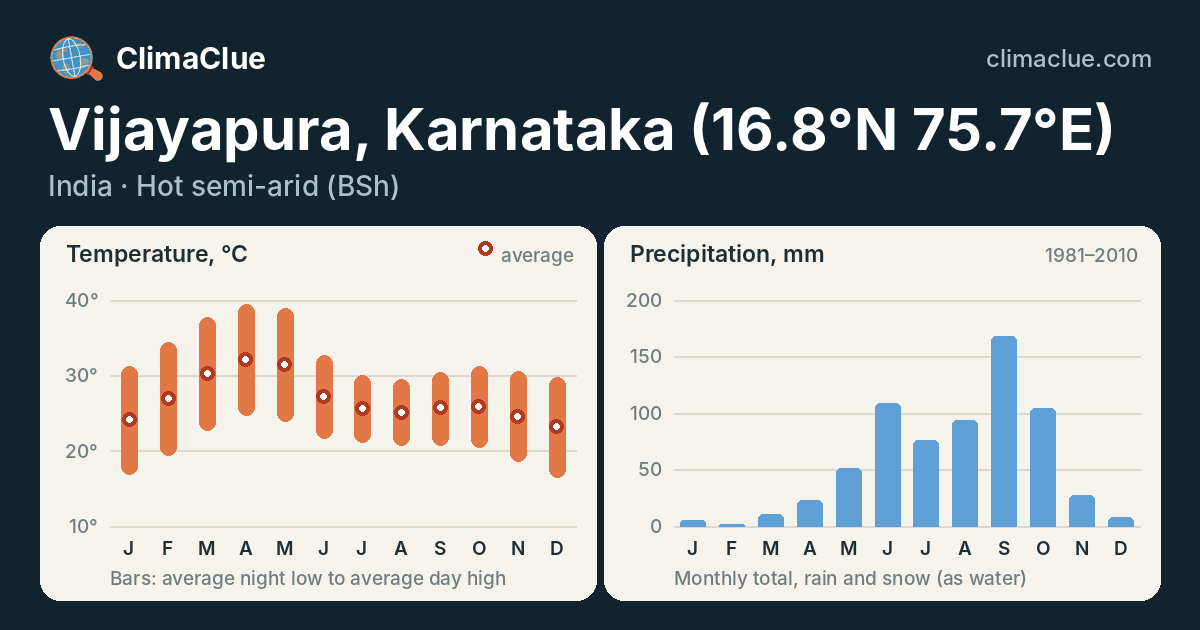 ClimaClue
climaclue.com
Vijayapura, Karnataka (16.8°N 75.7°E)
India · Hot semi-arid (BSh)
Temperature, °C
average
40°
30°
20°
10°
J F M A M J J A S O N D
Bars: average night low to average day high
Precipitation, mm
1981–2010
200
150
100
50
0
J F M A M J J A S O N D
Monthly total, rain and snow (as water)